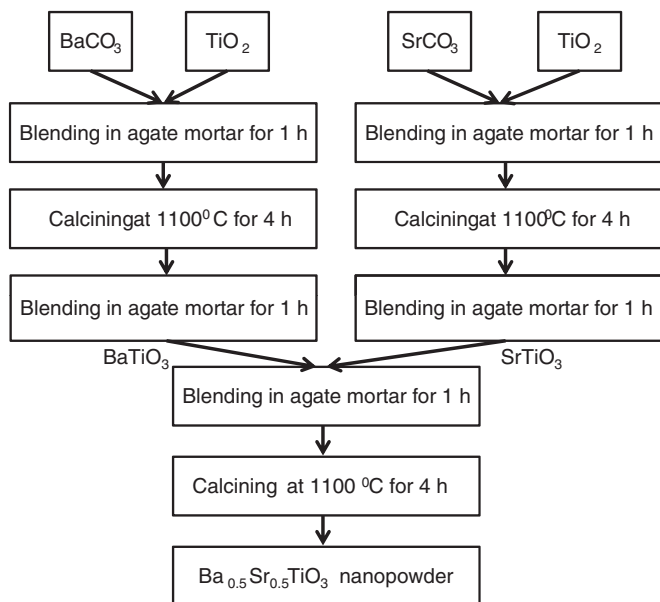 BaCO₃ TiO₂ SrCO₃ TiO₂
Blending in agate mortar for 1 h Blending in agate mortar for 1 h
Calciningat 1100⁰C for 4 h Calciningat 1100⁰C for 4 h
Blending in agate mortar for 1 h Blending in agate mortar for 1 h
BaTiO₃ SrTiO₃
Blending in agate mortar for 1 h
Calcining at 1100 ⁰C for 4 h
Ba₀.₅Sr₀.₅TiO₃ nanopowder